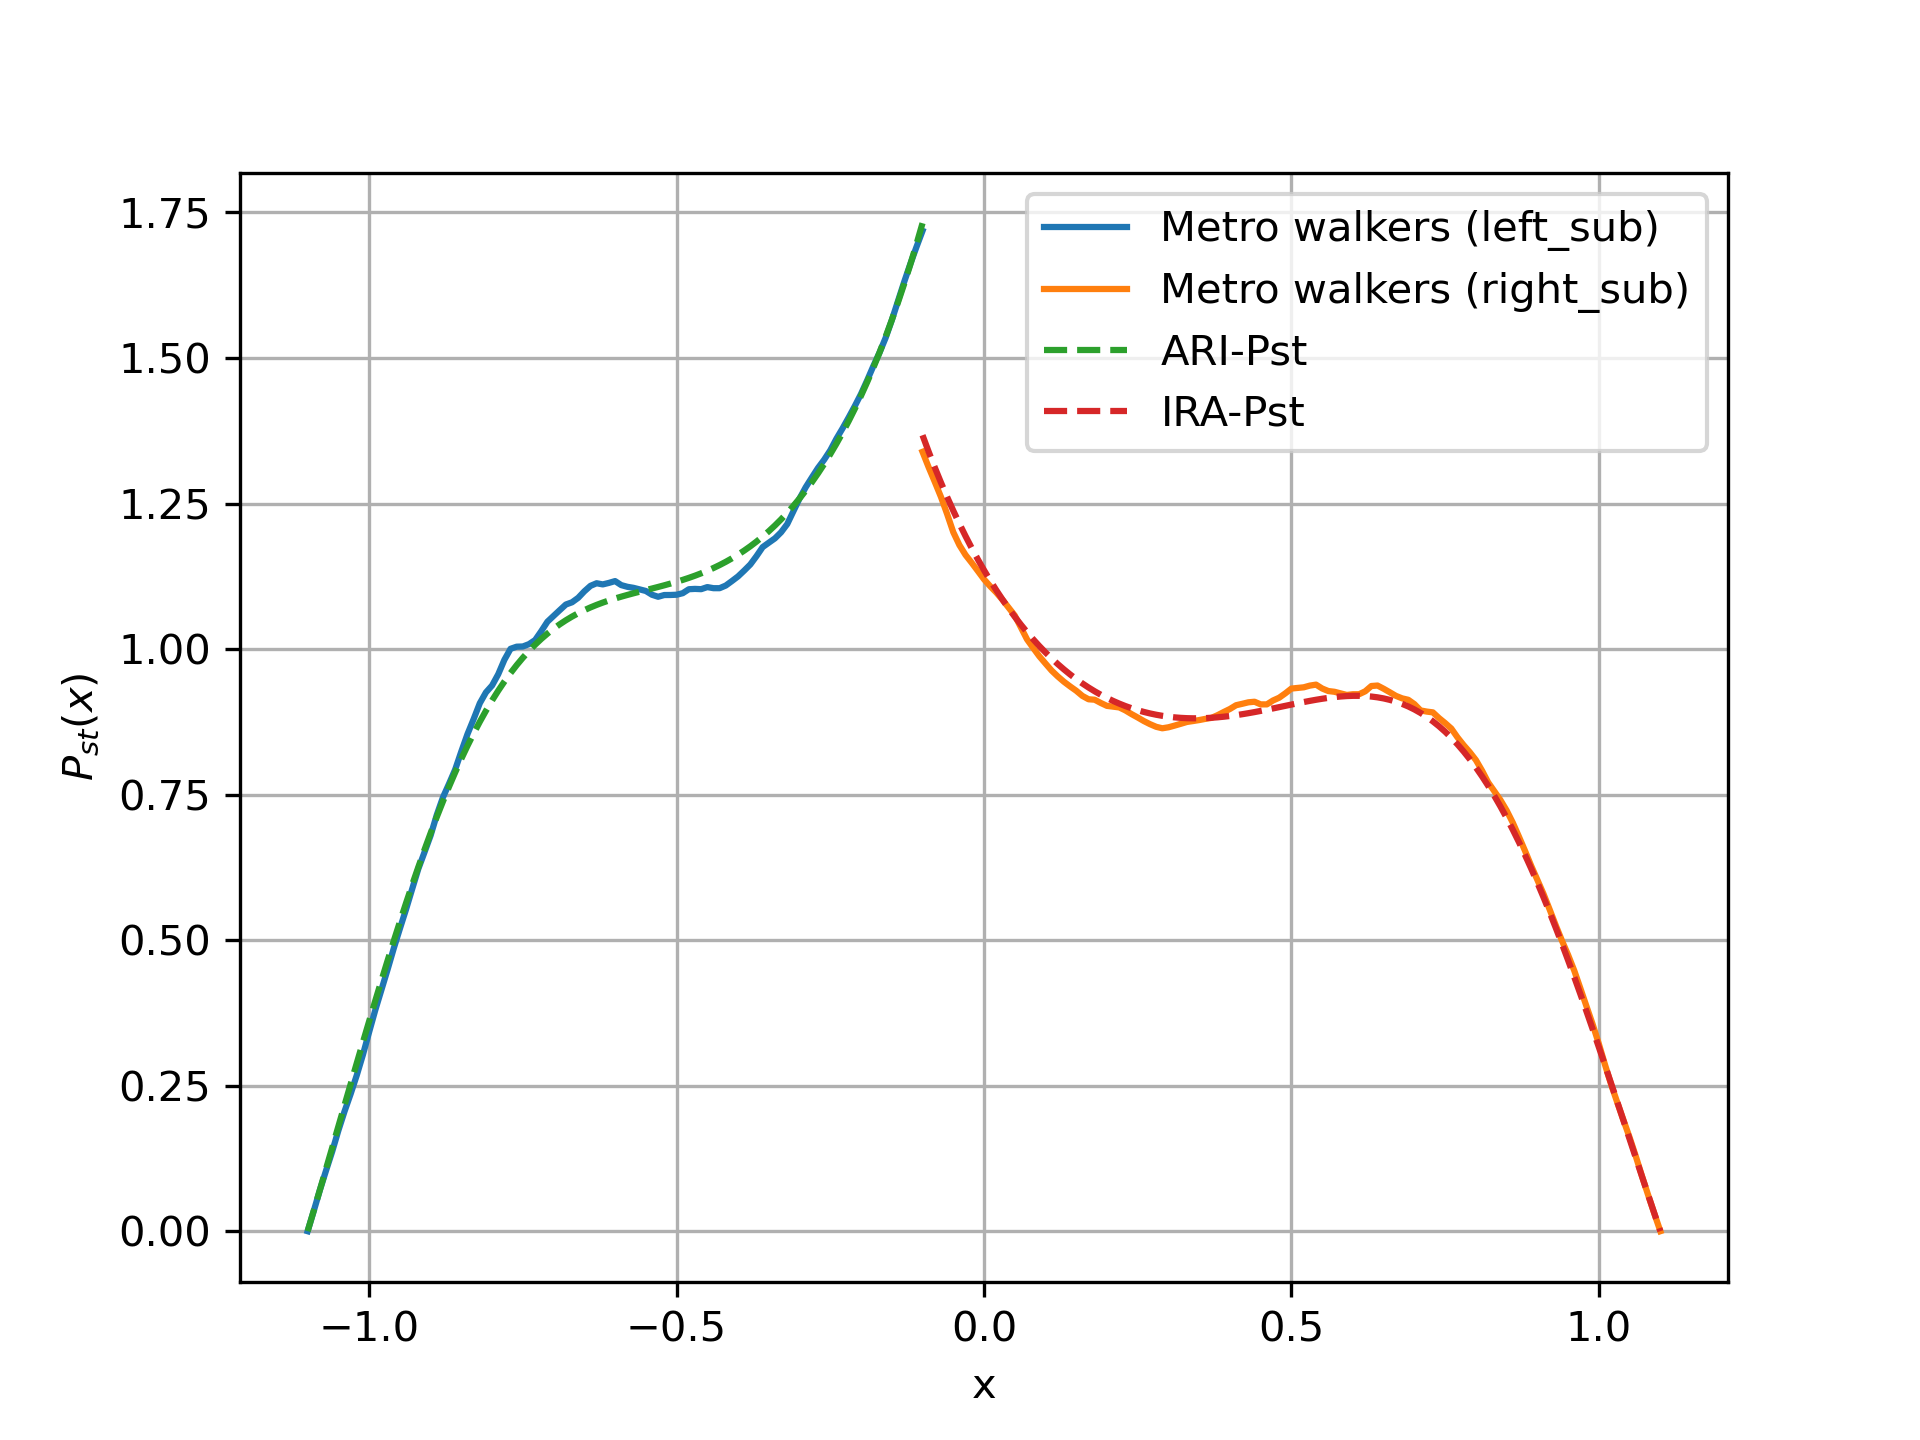 Metro walkers (left_sub)
Metro walkers (right_sub)
ARI-Pst
IRA-Pst
1.75
1.50
1.25
1.00
0.75
0.50
0.25
0.00
P_{st}(x)
−1.0 −0.5 0.0 0.5 1.0
x